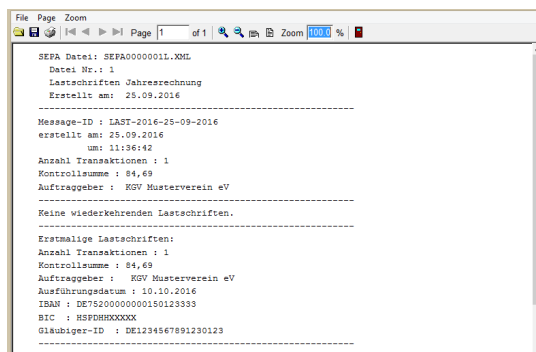 File Page Zoom
Page 1 of 1 Zoom 100.0 %
SEPA Datei: SEPA0000001L.XML
Datei Nr.: 1
Lastschriften Jahresrechnung
Erstellt am: 25.09.2016
Message-ID : LAST-2016-25-09-2016
erstellt am: 25.09.2016
um: 11:36:42
Anzahl Transaktionen : 1
Kontrollsumme : 84,69
Auftraggeber : KGV Musterverein eV
Keine wiederkehrenden Lastschriften.
Erstmalige Lastschriften:
Anzahl Transaktionen : 1
Kontrollsumme : 84,69
Auftraggeber : KGV Musterverein eV
Ausführungsdatum : 10.10.2016
IBAN : DE75200000000150123333
BIC : HSPDHHXXXXX
Gläubiger-ID : DE1234567891230123